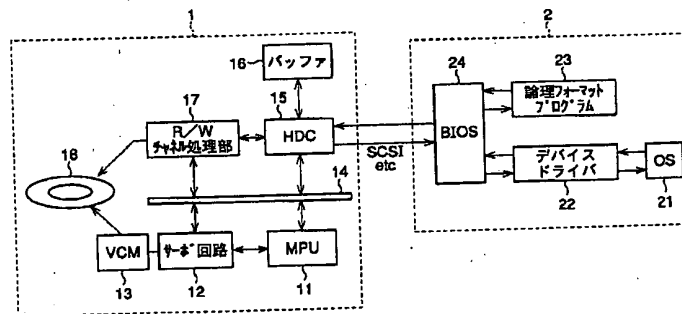 1
2
16
バッファ
24
23
論理フォーマット
プログラム
17
R/W
チャネル処理部
15
HDC
BIOS
SCSI
etc
デバイス
ドライバ
22
OS
21
18
14
VCM
13
サーボ回路
12
MPU
11